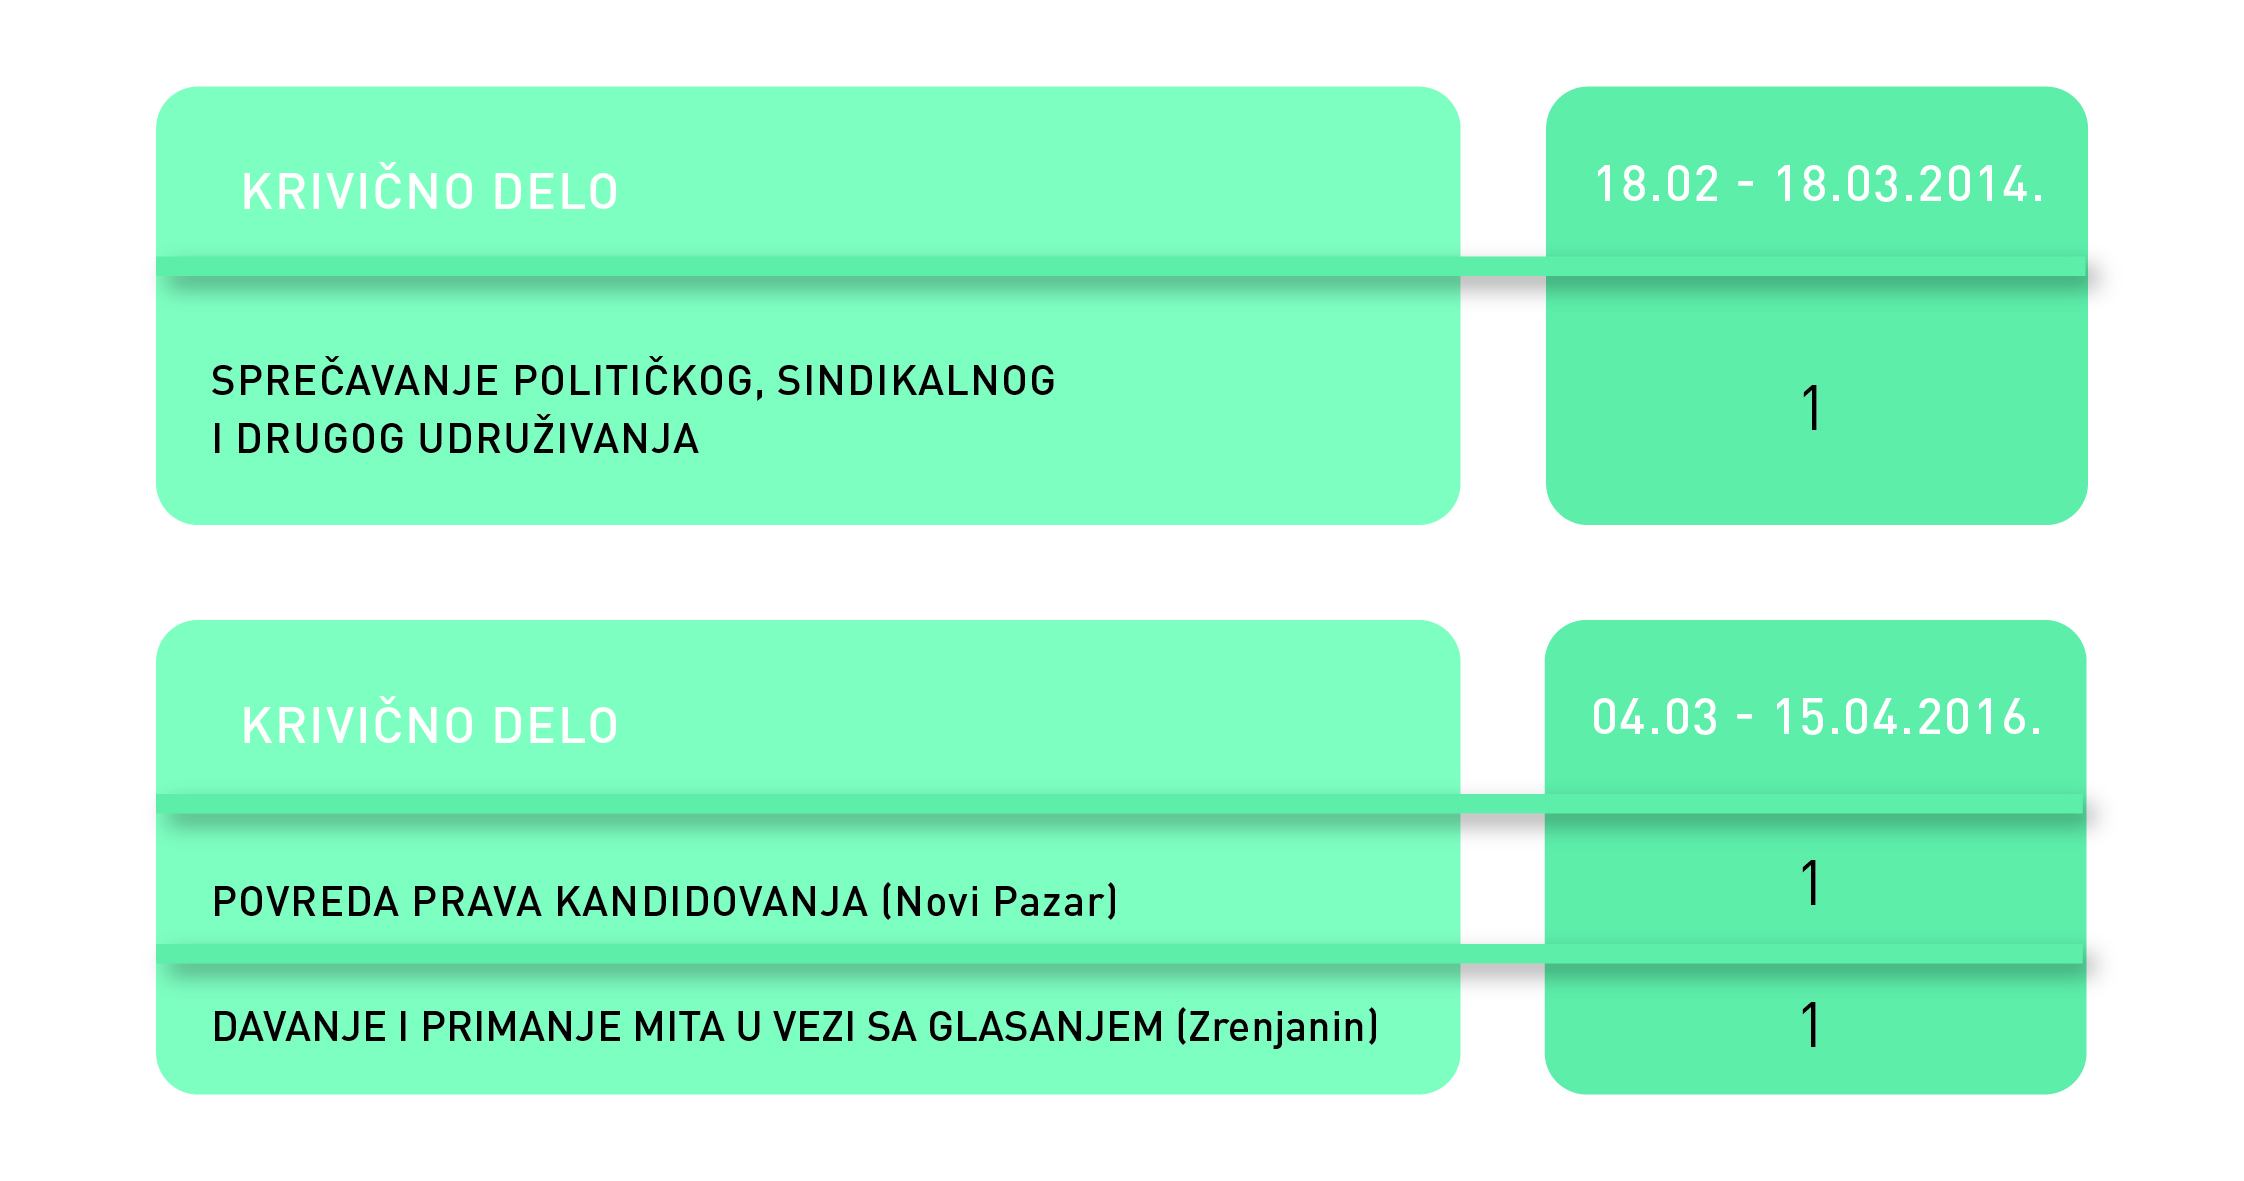 KRIVIČNO DELO
18.02 - 18.03.2014.
SPREČAVANJE POLITIČKOG, SINDIKALNOG
I DRUGOG UDRUŽIVANJA
1
KRIVIČNO DELO
04.03 - 15.04.2016.
POVREDA PRAVA KANDIDOVANJA (Novi Pazar)
1
DAVANJE I PRIMANJE MITA U VEZI SA GLASANJEM (Zrenjanin)
1